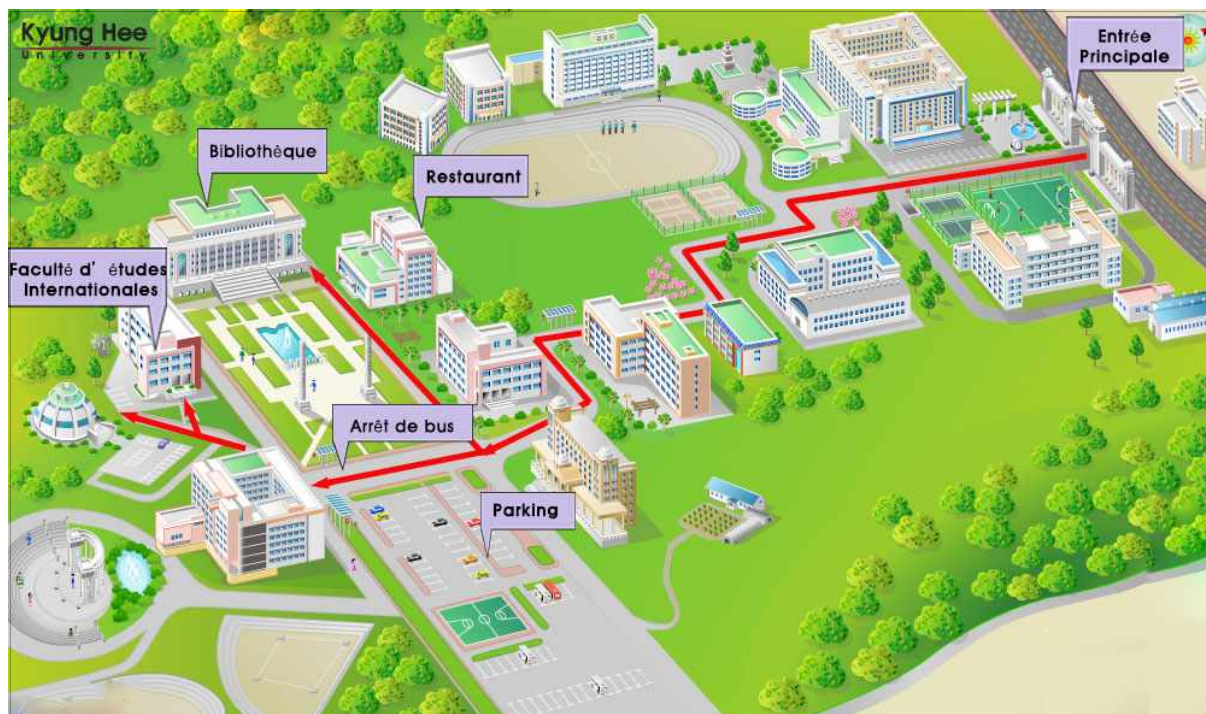 Kyung Hee
University
Entrée
Principale
Bibliothèque
Restaurant
Faculté d' études
Internationales
Arrêt de bus
Parking